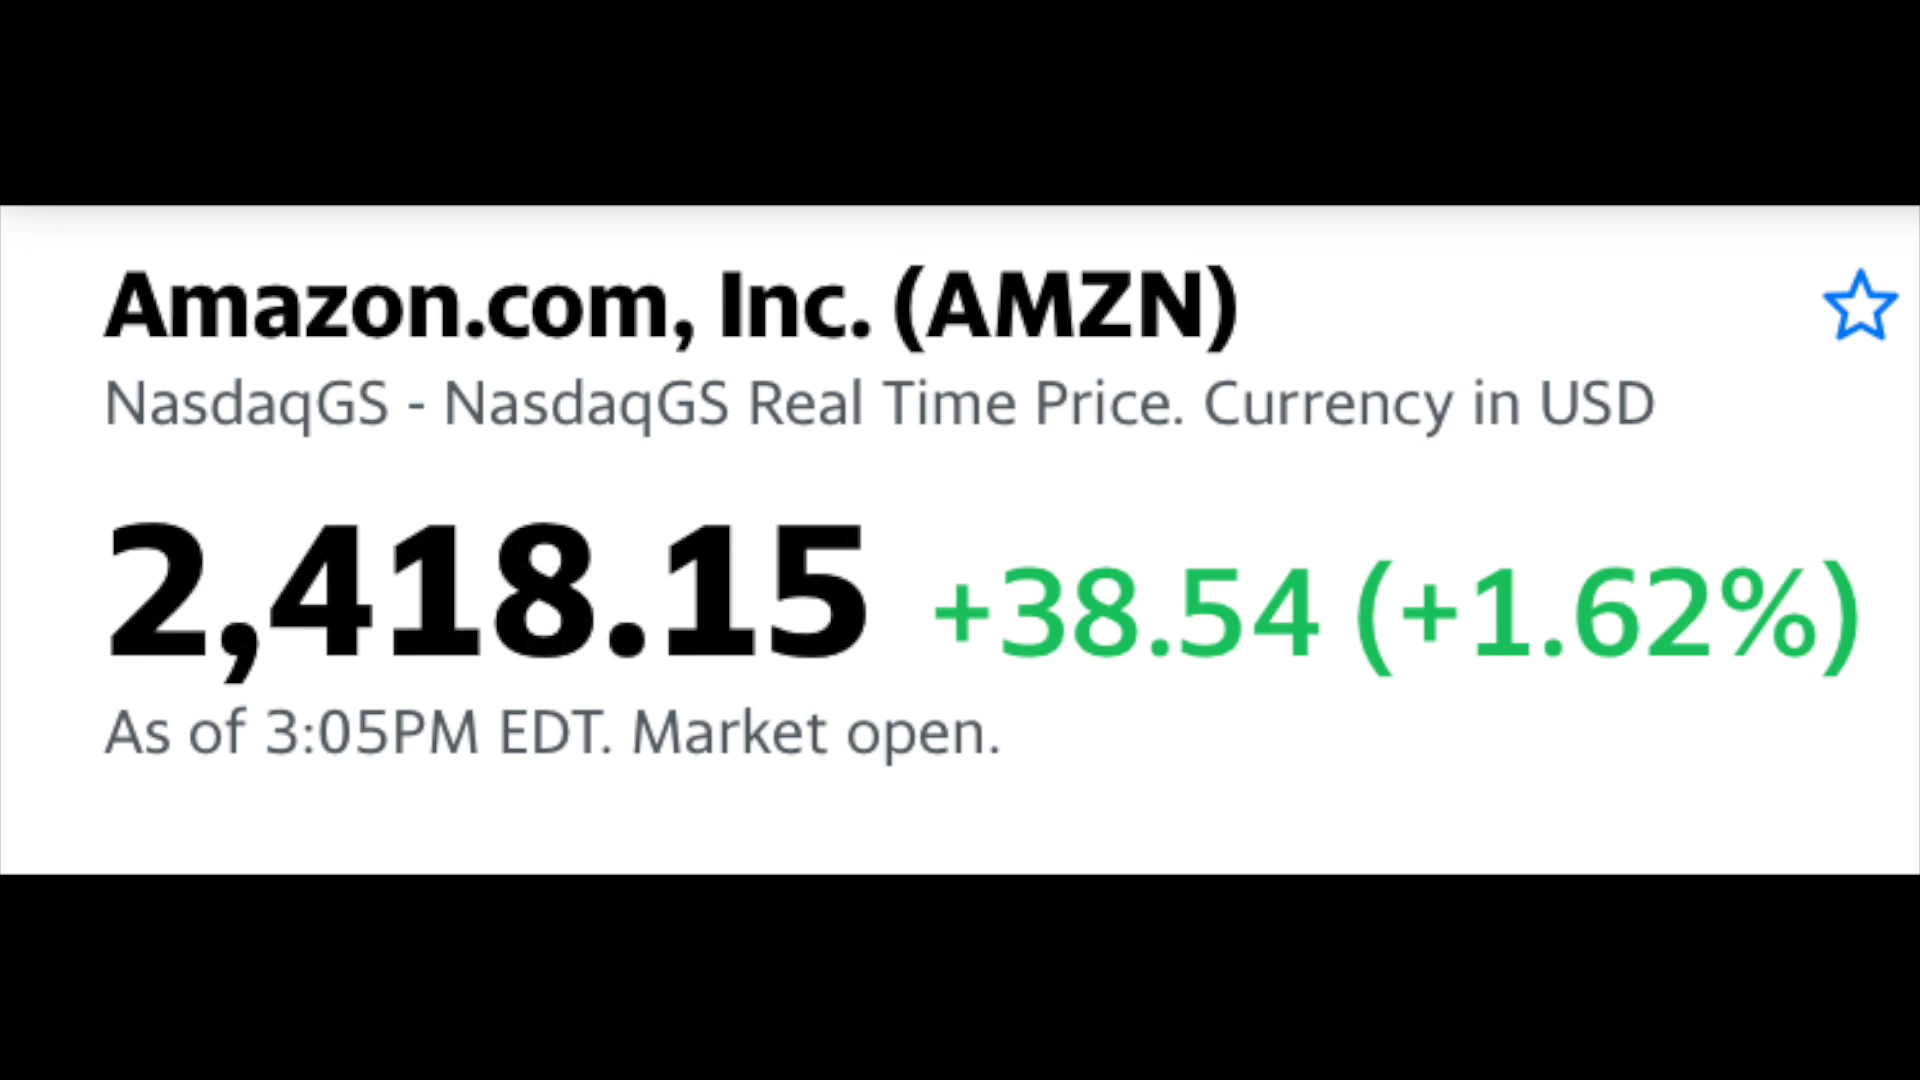 Amazon.com, Inc. (AMZN)
NasdaqGS - NasdaqGS Real Time Price. Currency in USD
2,418.15 +38.54 (+1.62%)
As of 3:05PM EDT. Market open.